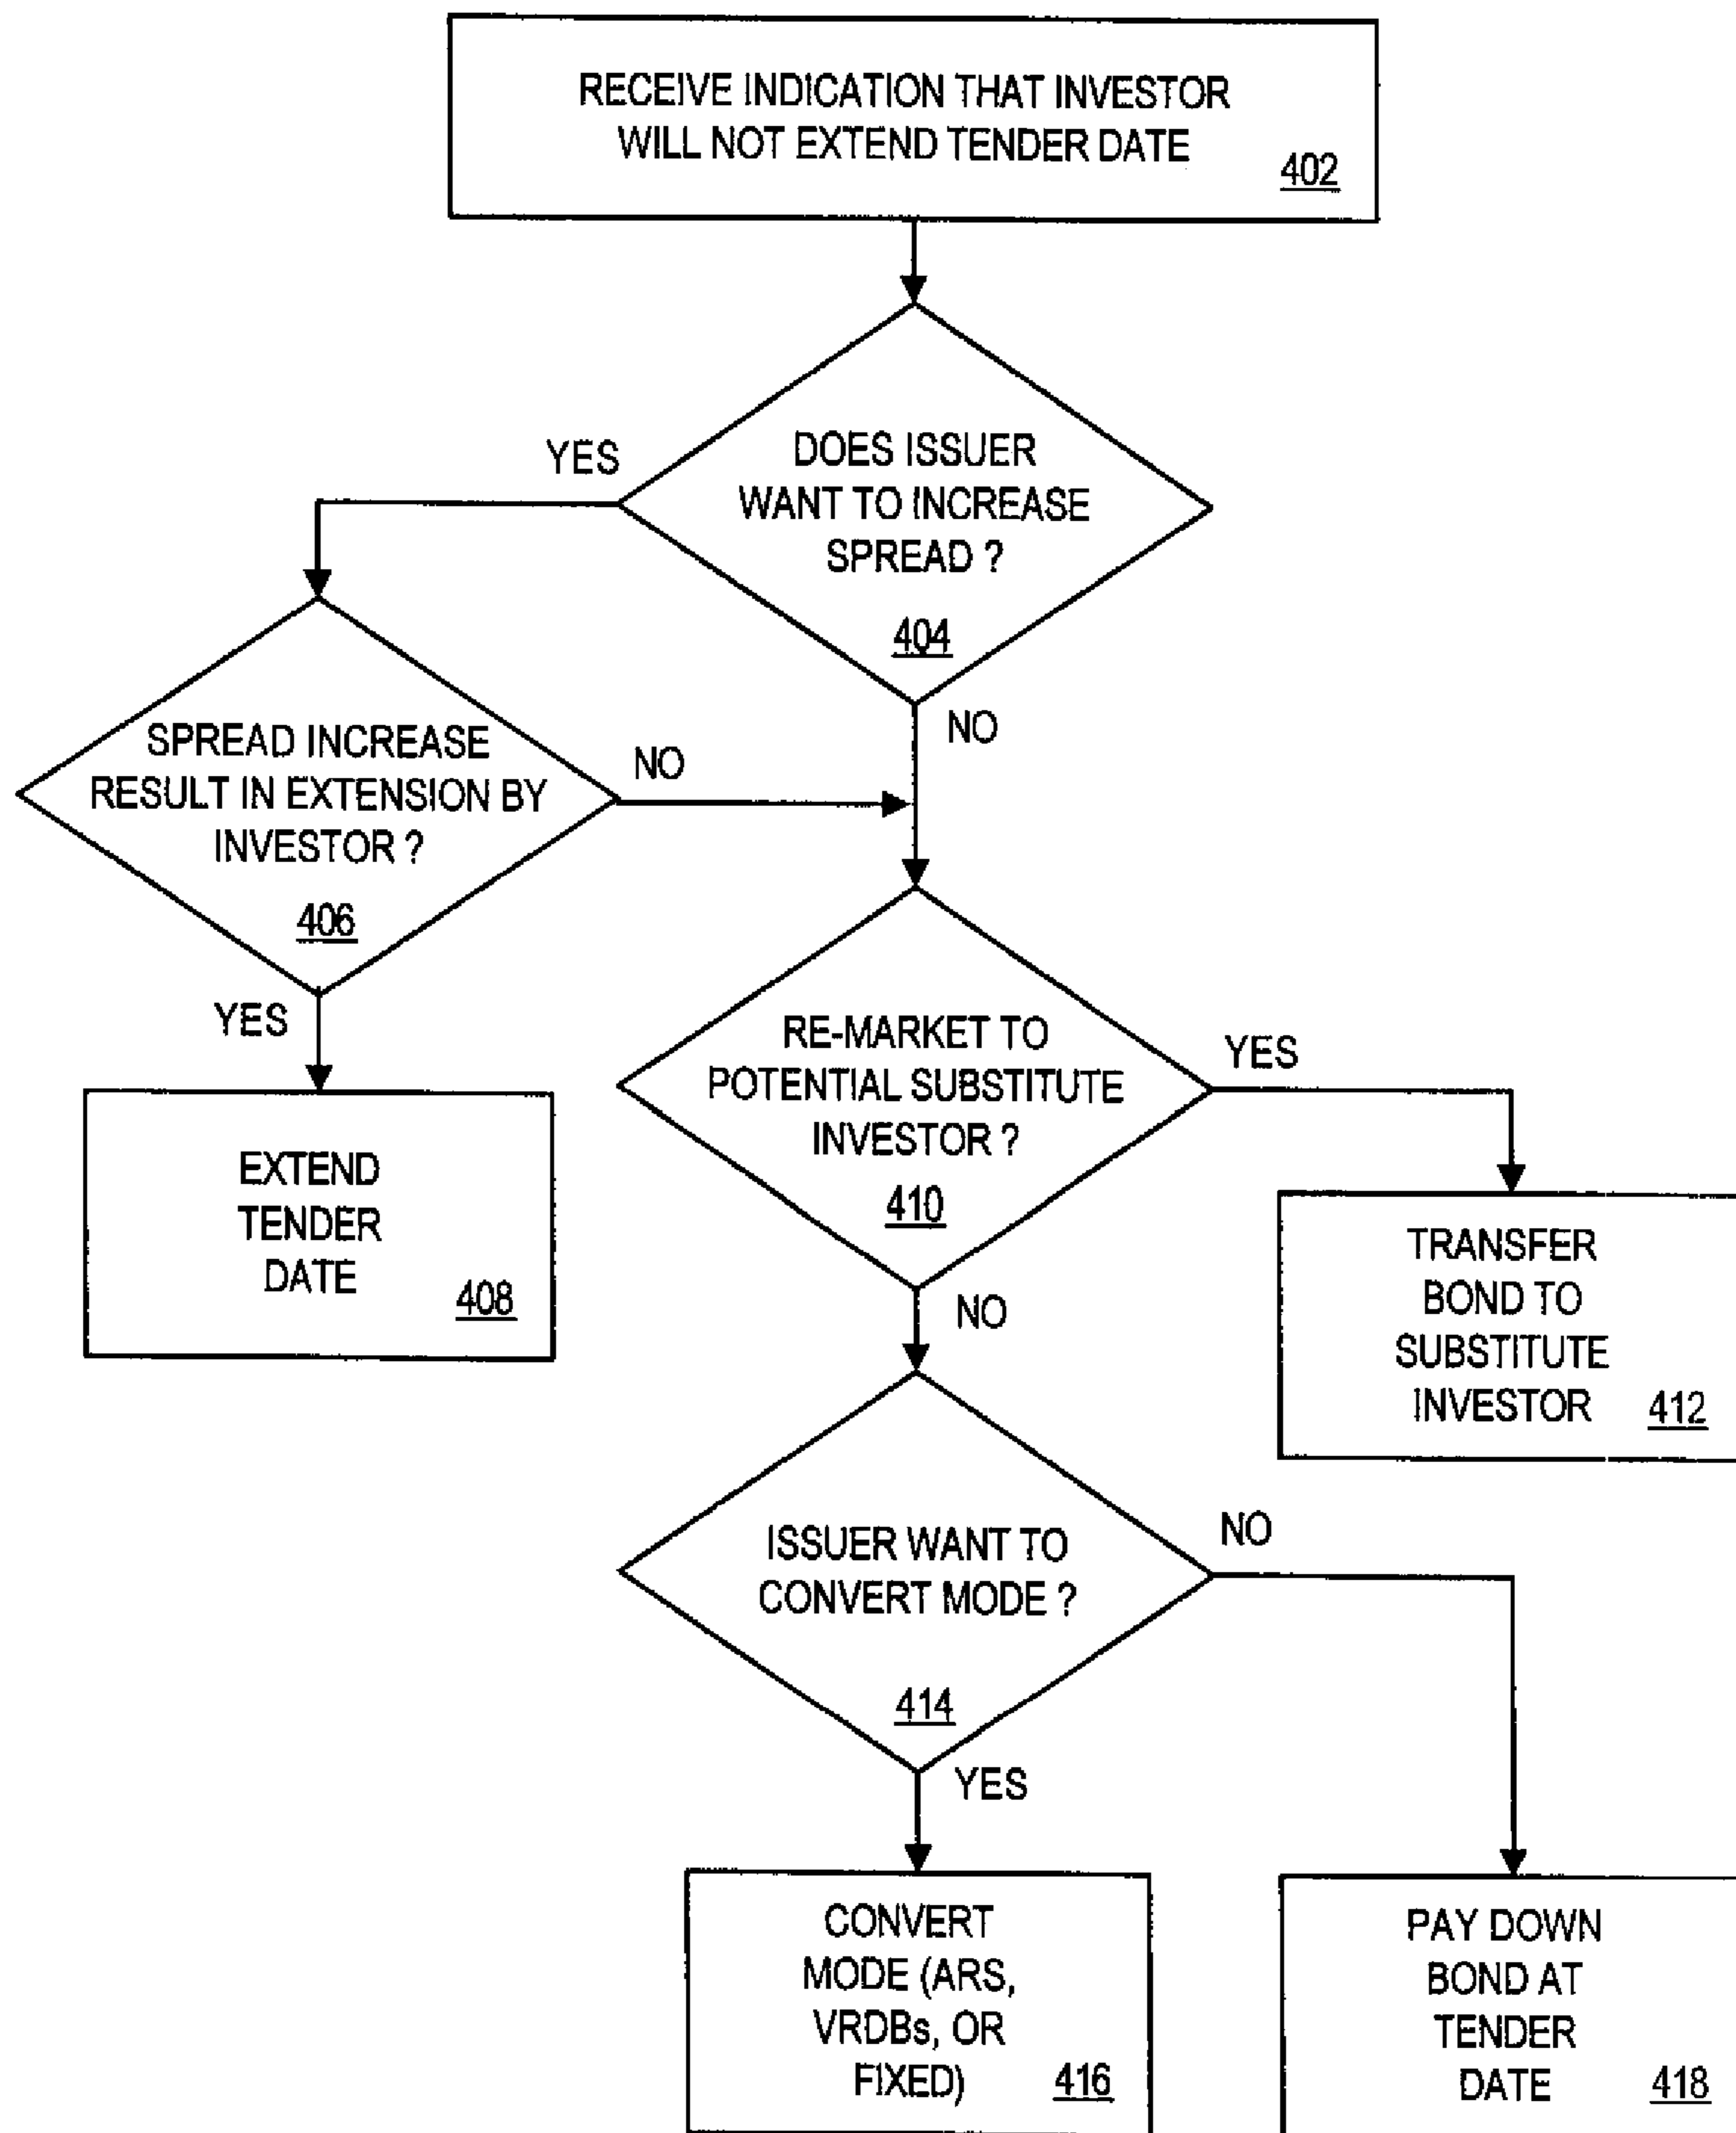 RECEIVE INDICATION THAT INVESTOR
WILL NOT EXTEND TENDER DATE
402
DOES ISSUER
WANT TO INCREASE
SPREAD ?
404
YES
NO
SPREAD INCREASE
RESULT IN EXTENSION BY
INVESTOR ?
406
NO
YES
EXTEND
TENDER
DATE
408
RE-MARKET TO
POTENTIAL SUBSTITUTE
INVESTOR ?
410
YES
NO
TRANSFER
BOND TO
SUBSTITUTE
INVESTOR
412
ISSUER WANT TO
CONVERT MODE ?
414
NO
YES
CONVERT
MODE (ARS,
VRDBs, OR
FIXED)
416
PAY DOWN
BOND AT
TENDER
DATE
418